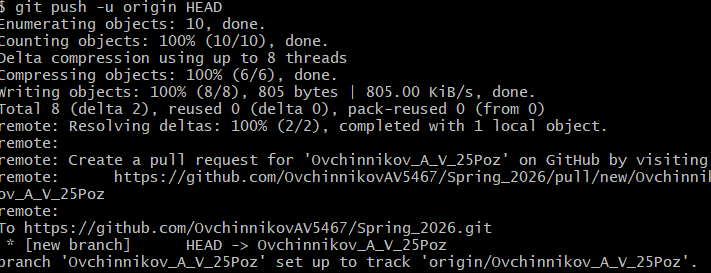 $ git push -u origin HEAD
Enumerating objects: 10, done.
Counting objects: 100% (10/10), done.
Delta compression using up to 8 threads
Compressing objects: 100% (6/6), done.
Writing objects: 100% (8/8), 805 bytes | 805.00 KiB/s, done.
Total 8 (delta 2), reused 0 (delta 0), pack-reused 0 (from 0)
remote: Resolving deltas: 100% (2/2), completed with 1 local object.
remote:
remote: Create a pull request for 'Ovchinnikov_A_V_25Poz' on GitHub by visiting
remote:      https://github.com/OvchinnikovAV5467/Spring_2026/pull/new/Ovchinnik
ov_A_V_25Poz
remote:
To https://github.com/OvchinnikovAV5467/Spring_2026.git
 * [new branch]      HEAD -> Ovchinnikov_A_V_25Poz
branch 'Ovchinnikov_A_V_25Poz' set up to track 'origin/Ovchinnikov_A_V_25Poz'.